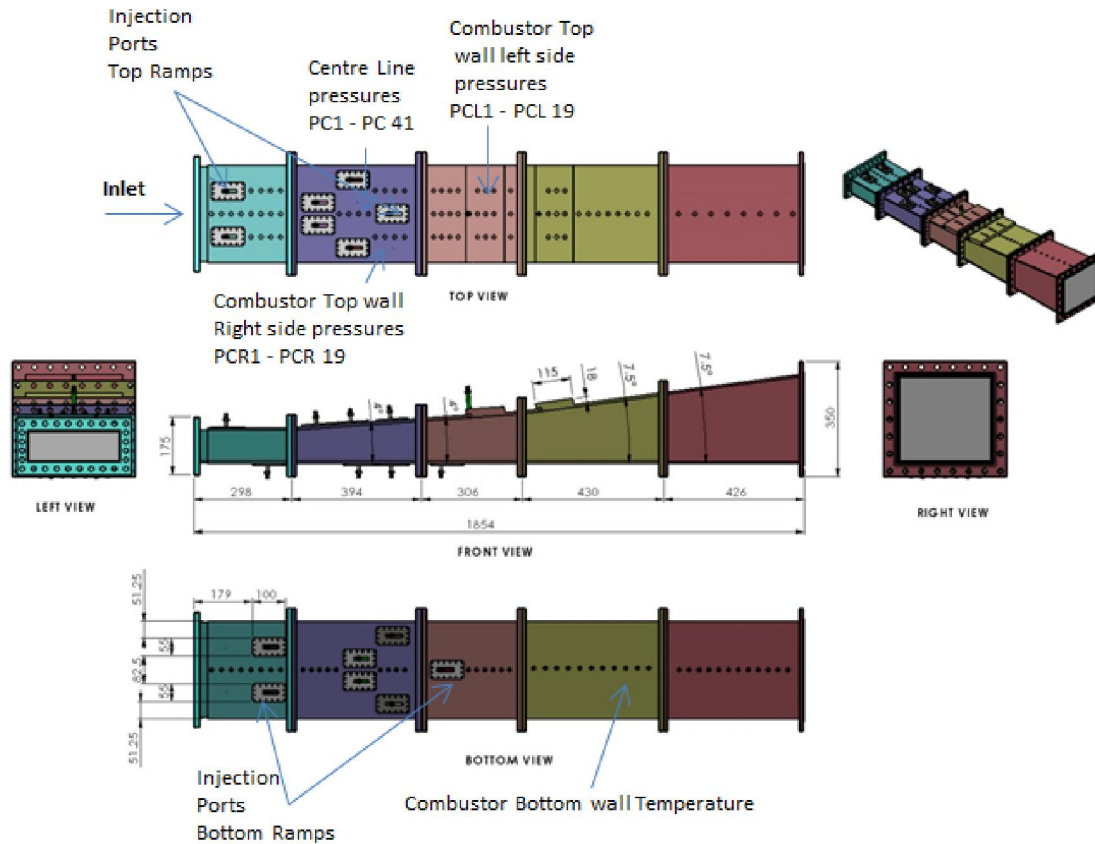 Injection
Ports
Top Ramps
Centre Line
pressures
PC1 - PC 41
Combustor Top
wall left side
pressures
PCL1 - PCL 19
Inlet
TOP VIEW
Combustor Top wall
Right side pressures
PCR1 - PCR 19
175
4°
4°
115
18
7.5°
7.5°
350
298
394
306
430
426
1854
LEFT VIEW
FRONT VIEW
RIGHT VIEW
179
100
51.25
55
82.5
55
51.25
BOTTOM VIEW
Injection
Ports
Bottom Ramps
Combustor Bottom wall Temperature